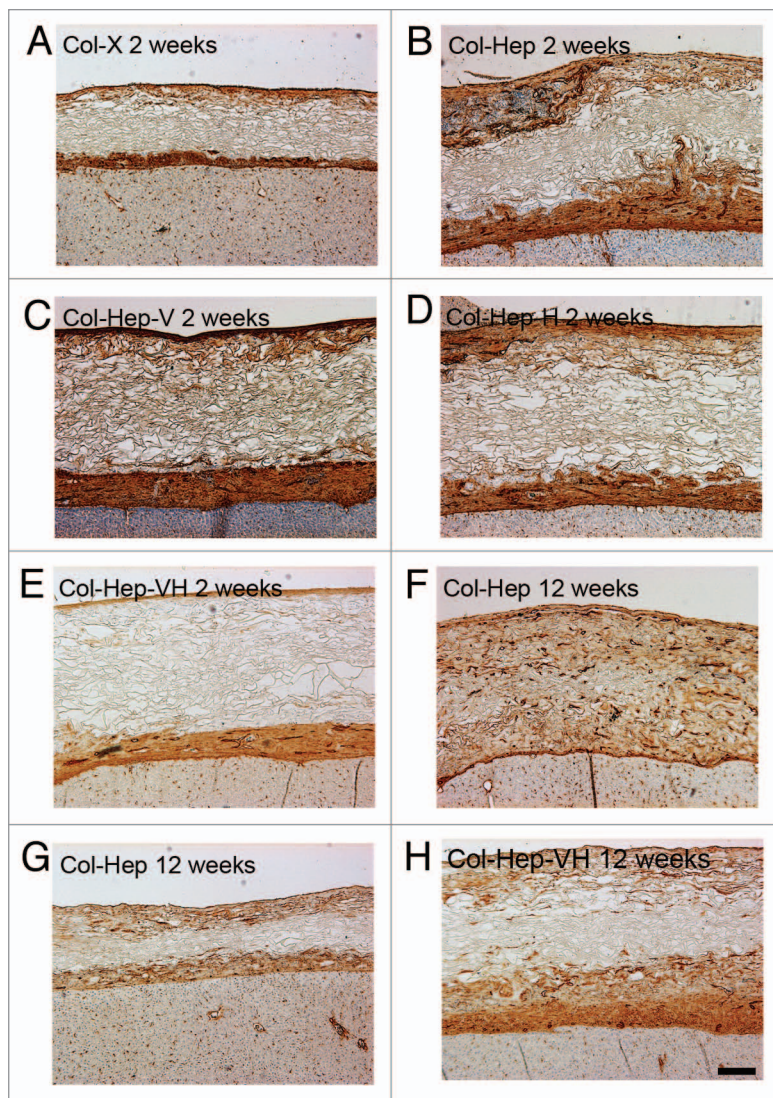 A Col-X 2 weeks
B Col-Hep 2 weeks
C Col-Hep-V 2 weeks
D Col-Hep-H 2 weeks
E Col-Hep-VH 2 weeks
F Col-Hep 12 weeks
G Col-Hep 12 weeks
H Col-Hep-VH 12 weeks